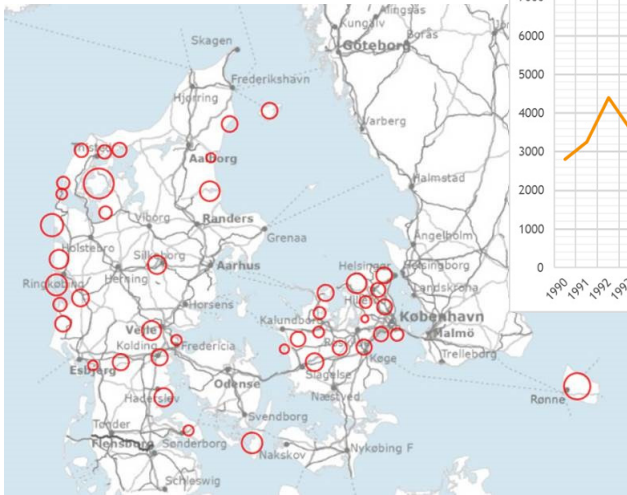 Alingsås
Kungälv
Göteborg
Borås
Skagen
Frederikshavn
Hjørring
Varberg
Aalborg
Halmstad
Viborg
Randers
Grenaa
Holstebro
Ängelholm
Silkeborg
Herning
Aarhus
Helsingør
Helsingborg
Ringkøbing
Landskrona
Horsens
Kalundborg
København
Malmö
Vejle
Kolding
Fredericia
Køge
Trelleborg
Esbjerg
Odense
Slagelse
Haderslev
Næstved
Rønne
Svendborg
Tønder
Sønderborg
Flensborg
Nakskov
Nykøbing F
Schleswig
7000
6000
5000
4000
3000
2000
1000
0
1990
1991
1992